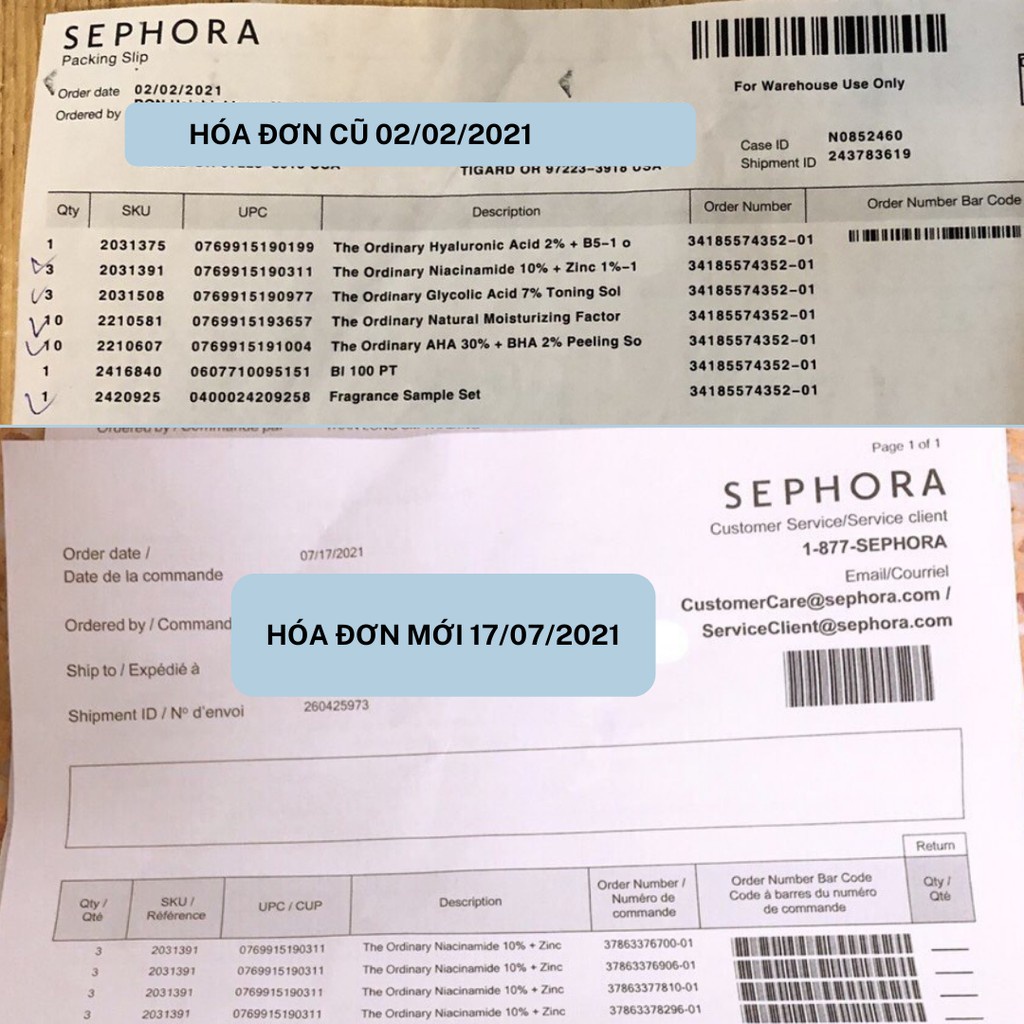 SEPHORA
Packing Slip
Order date 02/02/2021
For Warehouse Use Only
Ordered by
HÓA ĐƠN CŨ 02/02/2021
Case ID N0852460
Shipment ID 243783619
TIGARD OR 97223-3918 USA
Qty SKU UPC Description Order Number Order Number Bar Code
1 2031375 0769915190199 The Ordinary Hyaluronic Acid 2% + B5-1 o 34185574352-01
3 2031391 0769915190311 The Ordinary Niacinamide 10% + Zinc 1%-1 34185574352-01
3 2031508 0769915190977 The Ordinary Glycolic Acid 7% Toning Sol 34185574352-01
10 2210581 0769915193657 The Ordinary Natural Moisturizing Factor 34185574352-01
10 2210607 0769915191004 The Ordinary AHA 30% + BHA 2% Peeling So 34185574352-01
1 2416840 0607710095151 BI 100 PT 34185574352-01
1 2420925 0400024209258 Fragrance Sample Set 34185574352-01
Ordered by / Commandé par
Page 1 of 1
SEPHORA
Customer Service/Service client
1-877-SEPHORA
Email/Courriel
CustomerCare@sephora.com /
ServiceClient@sephora.com
Order date / 07/17/2021
Date de la commande
Ordered by / Command
HÓA ĐƠN MỚI 17/07/2021
Ship to / Expédié à
Shipment ID / Nº d'envoi 260425973
Return
Qty / Qté SKU / Référence UPC / CUP Description Order Number / Numéro de commande Order Number Bar Code Code à barres du numéro de commande Qty / Qté
3 2031391 0769915190311 The Ordinary Niacinamide 10% + Zinc 37863376700-01
3 2031391 0769915190311 The Ordinary Niacinamide 10% + Zinc 37863376906-01
3 2031391 0769915190311 The Ordinary Niacinamide 10% + Zinc 37863377810-01
3 2031391 0769915190311 The Ordinary Niacinamide 10% + Zinc 37863378296-01